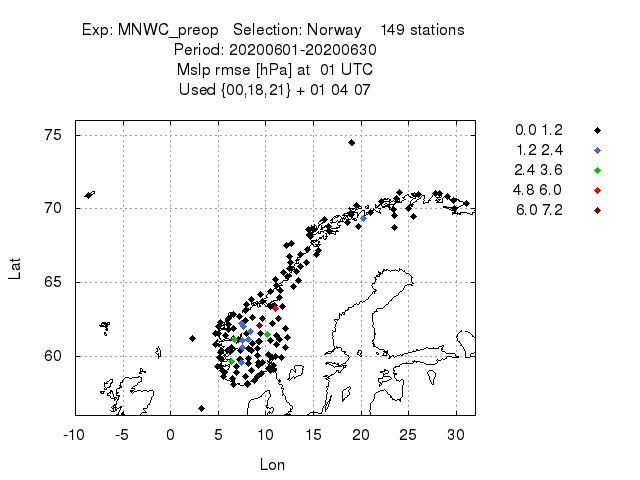 Exp: MNWC_preop   Selection: Norway    149 stations
Period: 20200601-20200630
Mslp rmse [hPa] at  01 UTC
Used {00,18,21} + 01 04 07
0.0 1.2
1.2 2.4
2.4 3.6
4.8 6.0
6.0 7.2
75
70
65
60
Lat
-10 -5 0 5 10 15 20 25 30
Lon